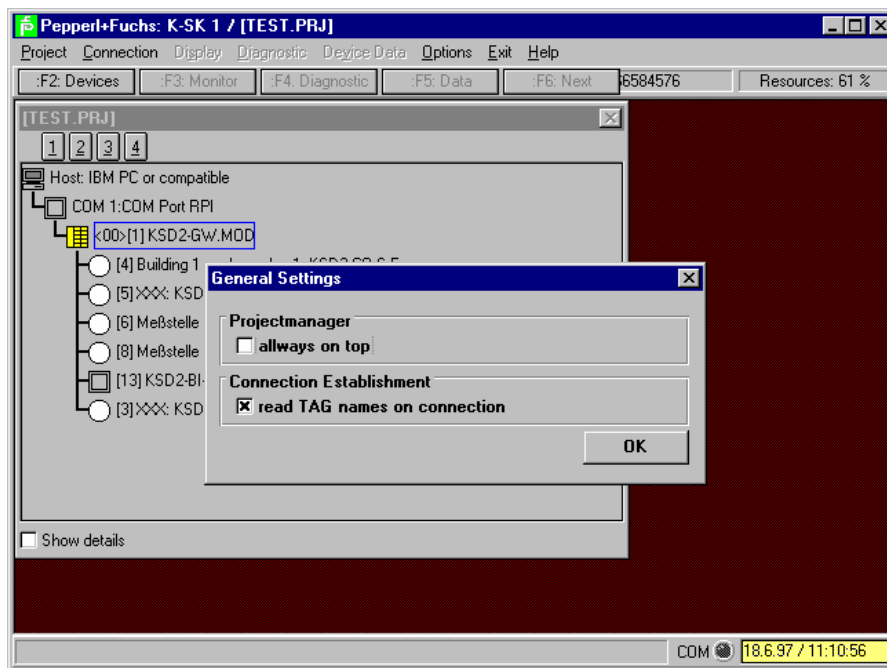 Pepperl+Fuchs: K-SK 1 / [TEST.PRJ]
Project Connection Display Diagnostic Device Data Options Exit Help
:F2: Devices :F3: Monitor :F4. Diagnostic :F5: Data :F6: Next 6584576 Resources: 61 %
[TEST.PRJ]
1 2 3 4
Host: IBM PC or compatible
COM 1:COM Port RPI
<00>[1] KSD2-GW.MOD
[4] Building 1
[5] XXX: KSD
[6] Meßstelle
[8] Meßstelle
[13] KSD2-BI-
[3] XXX: KSD
Show details
General Settings
Projectmanager
allways on top
Connection Establishment
read TAG names on connection
OK
COM 18.6.97 / 11:10:56